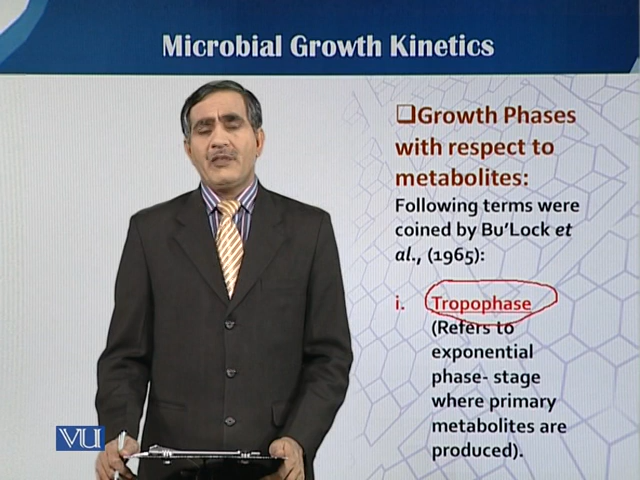 Microbial Growth Kinetics
❑Growth Phases
with respect to
metabolites:
Following terms were
coined by Bu'Lock et
al., (1965):
i. Tropophase
(Refers to
exponential
phase- stage
where primary
metabolites are
produced).
VU